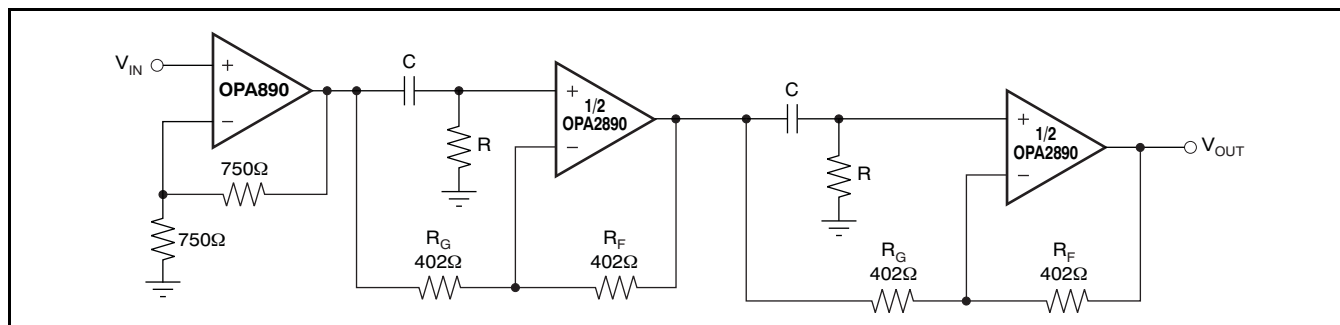 V_IN
+
OPA890
−
750Ω
750Ω
C
R
+
1/2
OPA2890
−
R_G
402Ω
R_F
402Ω
C
R
+
1/2
OPA2890
−
R_G
402Ω
R_F
402Ω
V_OUT